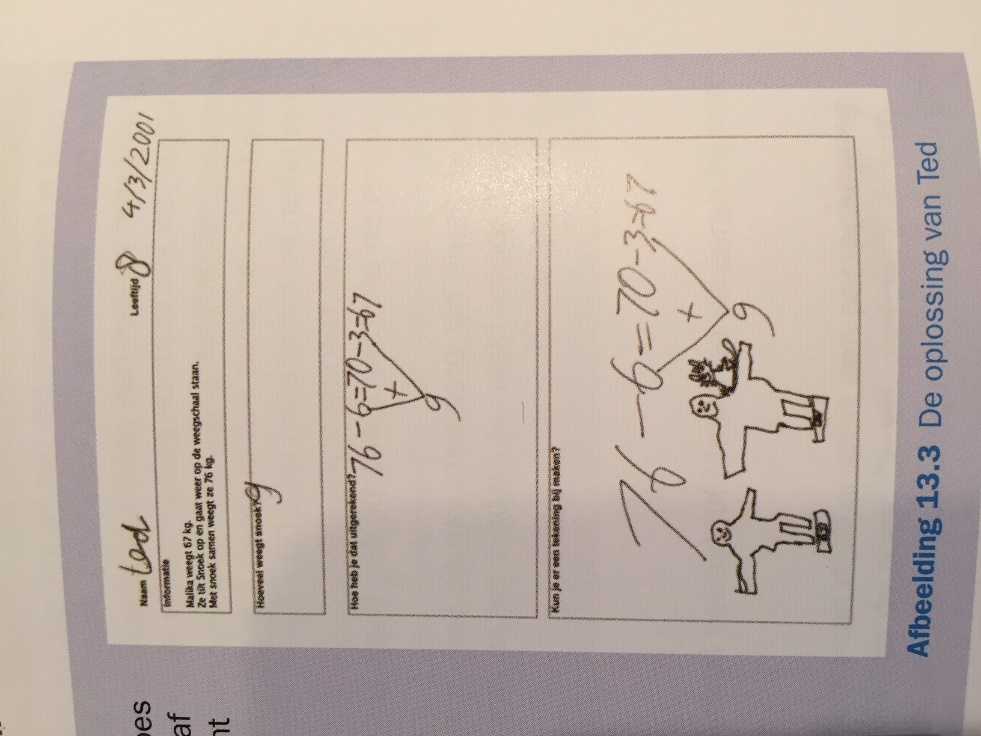 Naam ted Leeftijd 8 4/3/2001
Informatie
Malika weegt 67 kg.
Ze tilt Snoek op en gaat weer op de weegschaal staan.
Met snoek samen weegt ze 76 kg.
Hoeveel weegt snoek? 9
Hoe heb je dat uitgerekend? 76-6=70-3=67
+
9
Kun je er een tekening bij maken?
76-6=70-3=67
+
9
Afbeelding 13.3 De oplossing van Ted
oes
af
nt